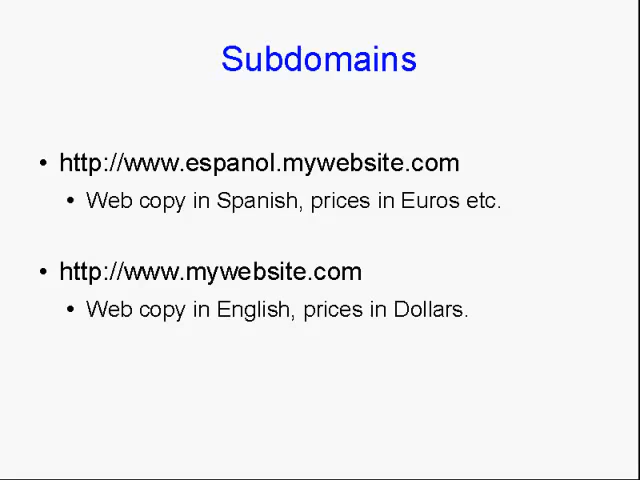 Subdomains
• http://www.espanol.mywebsite.com
• Web copy in Spanish, prices in Euros etc.
• http://www.mywebsite.com
• Web copy in English, prices in Dollars.